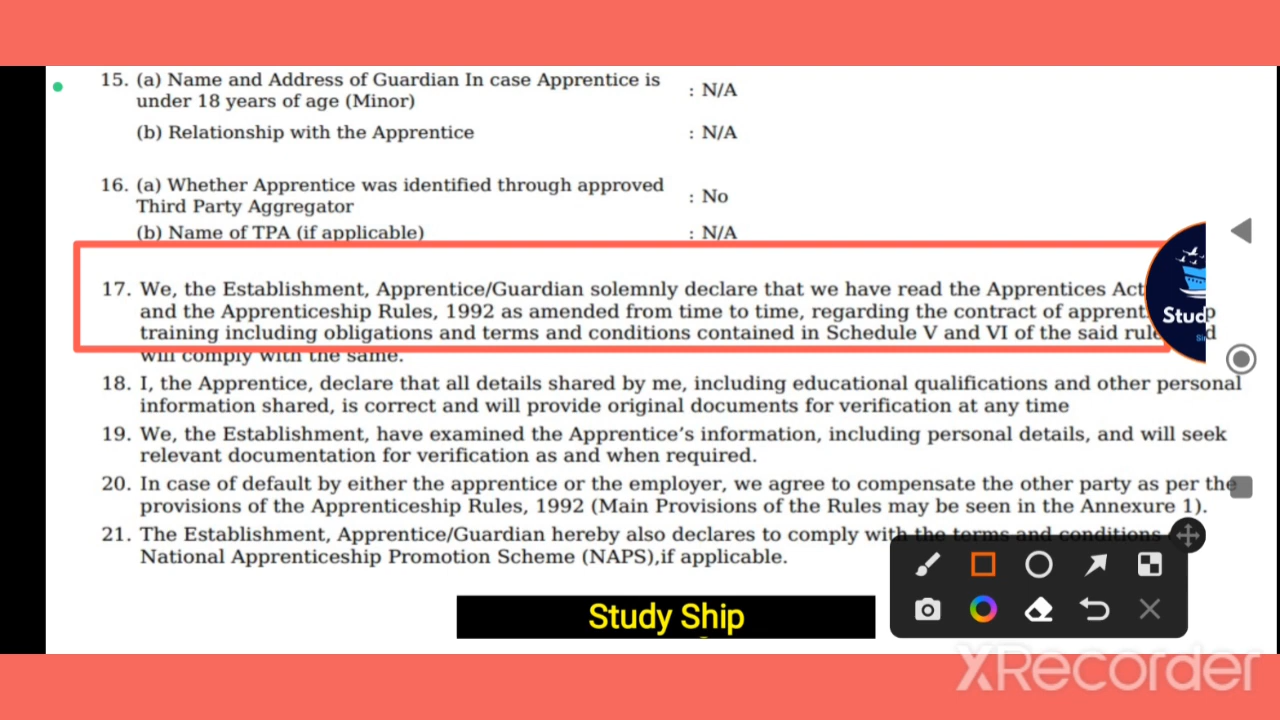 15. (a) Name and Address of Guardian In case Apprentice is
under 18 years of age (Minor)
: N/A
(b) Relationship with the Apprentice : N/A
16. (a) Whether Apprentice was identified through approved
Third Party Aggregator
: No
(b) Name of TPA (if applicable) : N/A
17. We, the Establishment, Apprentice/Guardian solemnly declare that we have read the Apprentices Act
and the Apprenticeship Rules, 1992 as amended from time to time, regarding the contract of
training including obligations and terms and conditions contained in Schedule V and VI of the said
will comply with the same.
18. I, the Apprentice, declare that all details shared by me, including educational qualifications and other personal
information shared, is correct and will provide original documents for verification at any time
19. We, the Establishment, have examined the Apprentice's information, including personal details, and will seek
relevant documentation for verification as and when required.
20. In case of default by either the apprentice or the employer, we agree to compensate the other party as per the
provisions of the Apprenticeship Rules, 1992 (Main Provisions of the Rules may be seen in the Annexure 1).
21. The Establishment, Apprentice/Guardian hereby also declares to comply with the terms and conditions
National Apprenticeship Promotion Scheme (NAPS),if applicable.
Study Ship
XRecorder